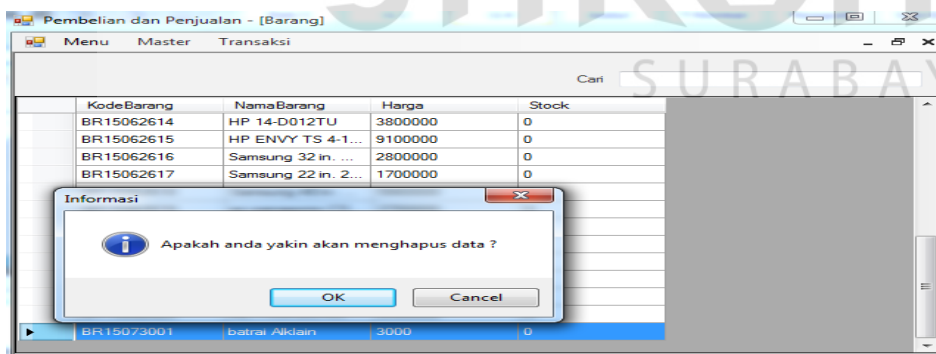 Pembelian dan Penjualan - [Barang]
Menu Master Transaksi
Cari
SURABAY
KodeBarang NamaBarang Harga Stock
BR15062614 HP 14-D012TU 3800000 0
BR15062615 HP ENVY TS 4-1... 9100000 0
BR15062616 Samsung 32 in. ... 2800000 0
BR15062617 Samsung 22 in. 2... 1700000 0
Informasi
Apakah anda yakin akan menghapus data ?
OK Cancel
BR15073001 batrai Alklain 3000 0